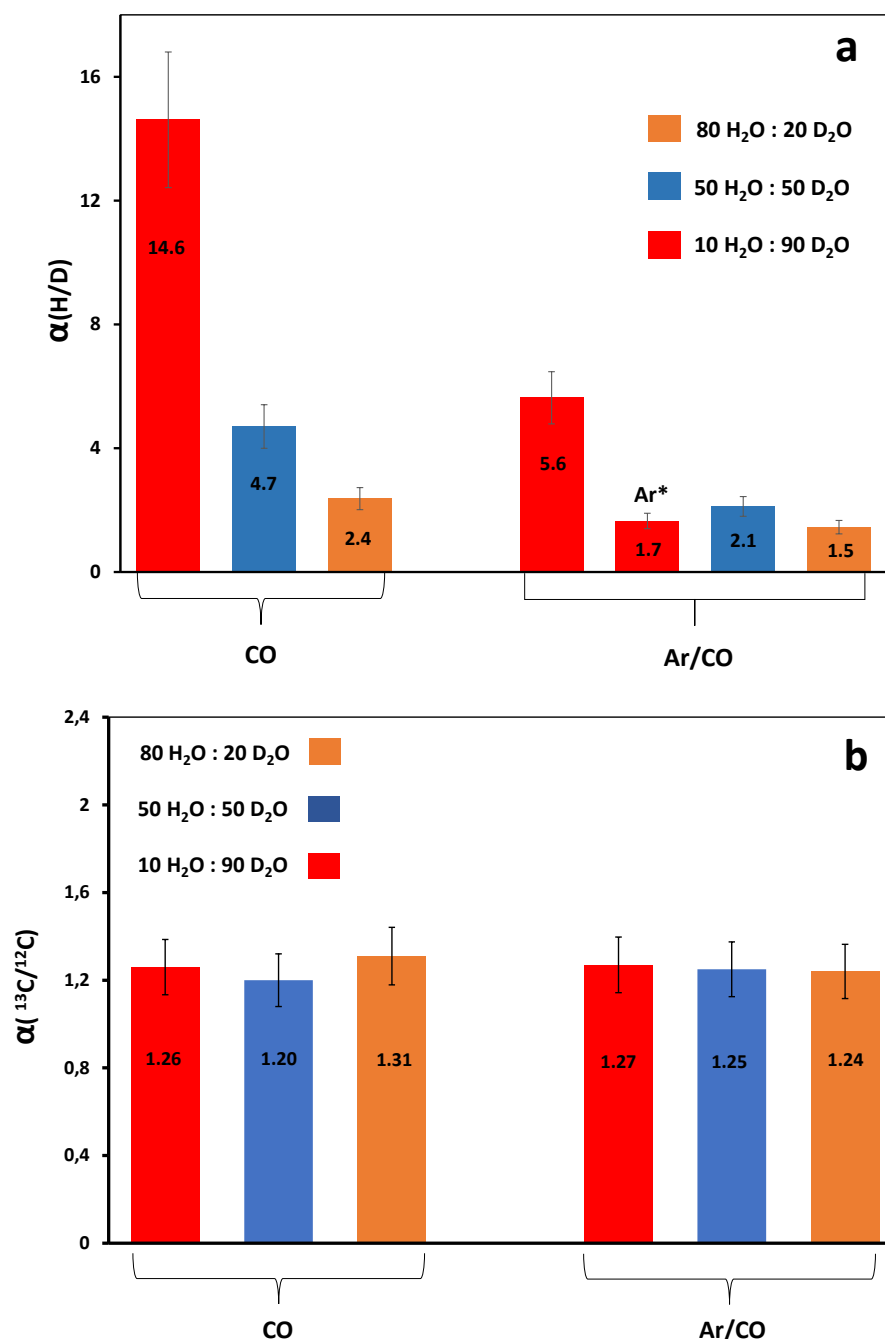 a
16
12
8
4
0
α(H/D)
80 H₂O : 20 D₂O
50 H₂O : 50 D₂O
10 H₂O : 90 D₂O
14.6
4.7
2.4
5.6
Ar*
1.7
2.1
1.5
CO
Ar/CO
b
2,4
2
1,6
1,2
0,8
0,4
0
α( ¹³C/¹²C)
80 H₂O : 20 D₂O
50 H₂O : 50 D₂O
10 H₂O : 90 D₂O
1.26
1.20
1.31
1.27
1.25
1.24
CO
Ar/CO